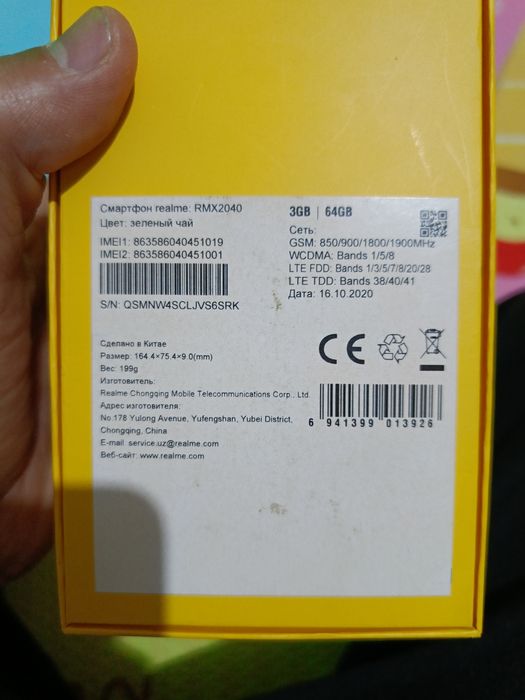 Смартфон realme: RMX2040
Цвет: зеленый чай
IMEI1: 863586040451019
IMEI2: 863586040451001
S/N: QSMNW4SCLJVS6SRK
3GB | 64GB
Сеть:
GSM: 850/900/1800/1900MHz
WCDMA: Bands 1/5/8
LTE FDD: Bands 1/3/5/7/8/20/28
LTE TDD: Bands 38/40/41
Дата: 16.10.2020
Сделано в Китае
Размер: 164.4×75.4×9.0(mm)
Вес: 199g
Изготовитель:
Realme Chongqing Mobile Telecommunications Corp., Ltd.
Адрес изготовителя:
No.178 Yulong Avenue, Yufengshan, Yubei District,
Chongqing, China
E-mail: service.uz@realme.com
Веб-сайт: www.realme.com
CE
6 941399 013926